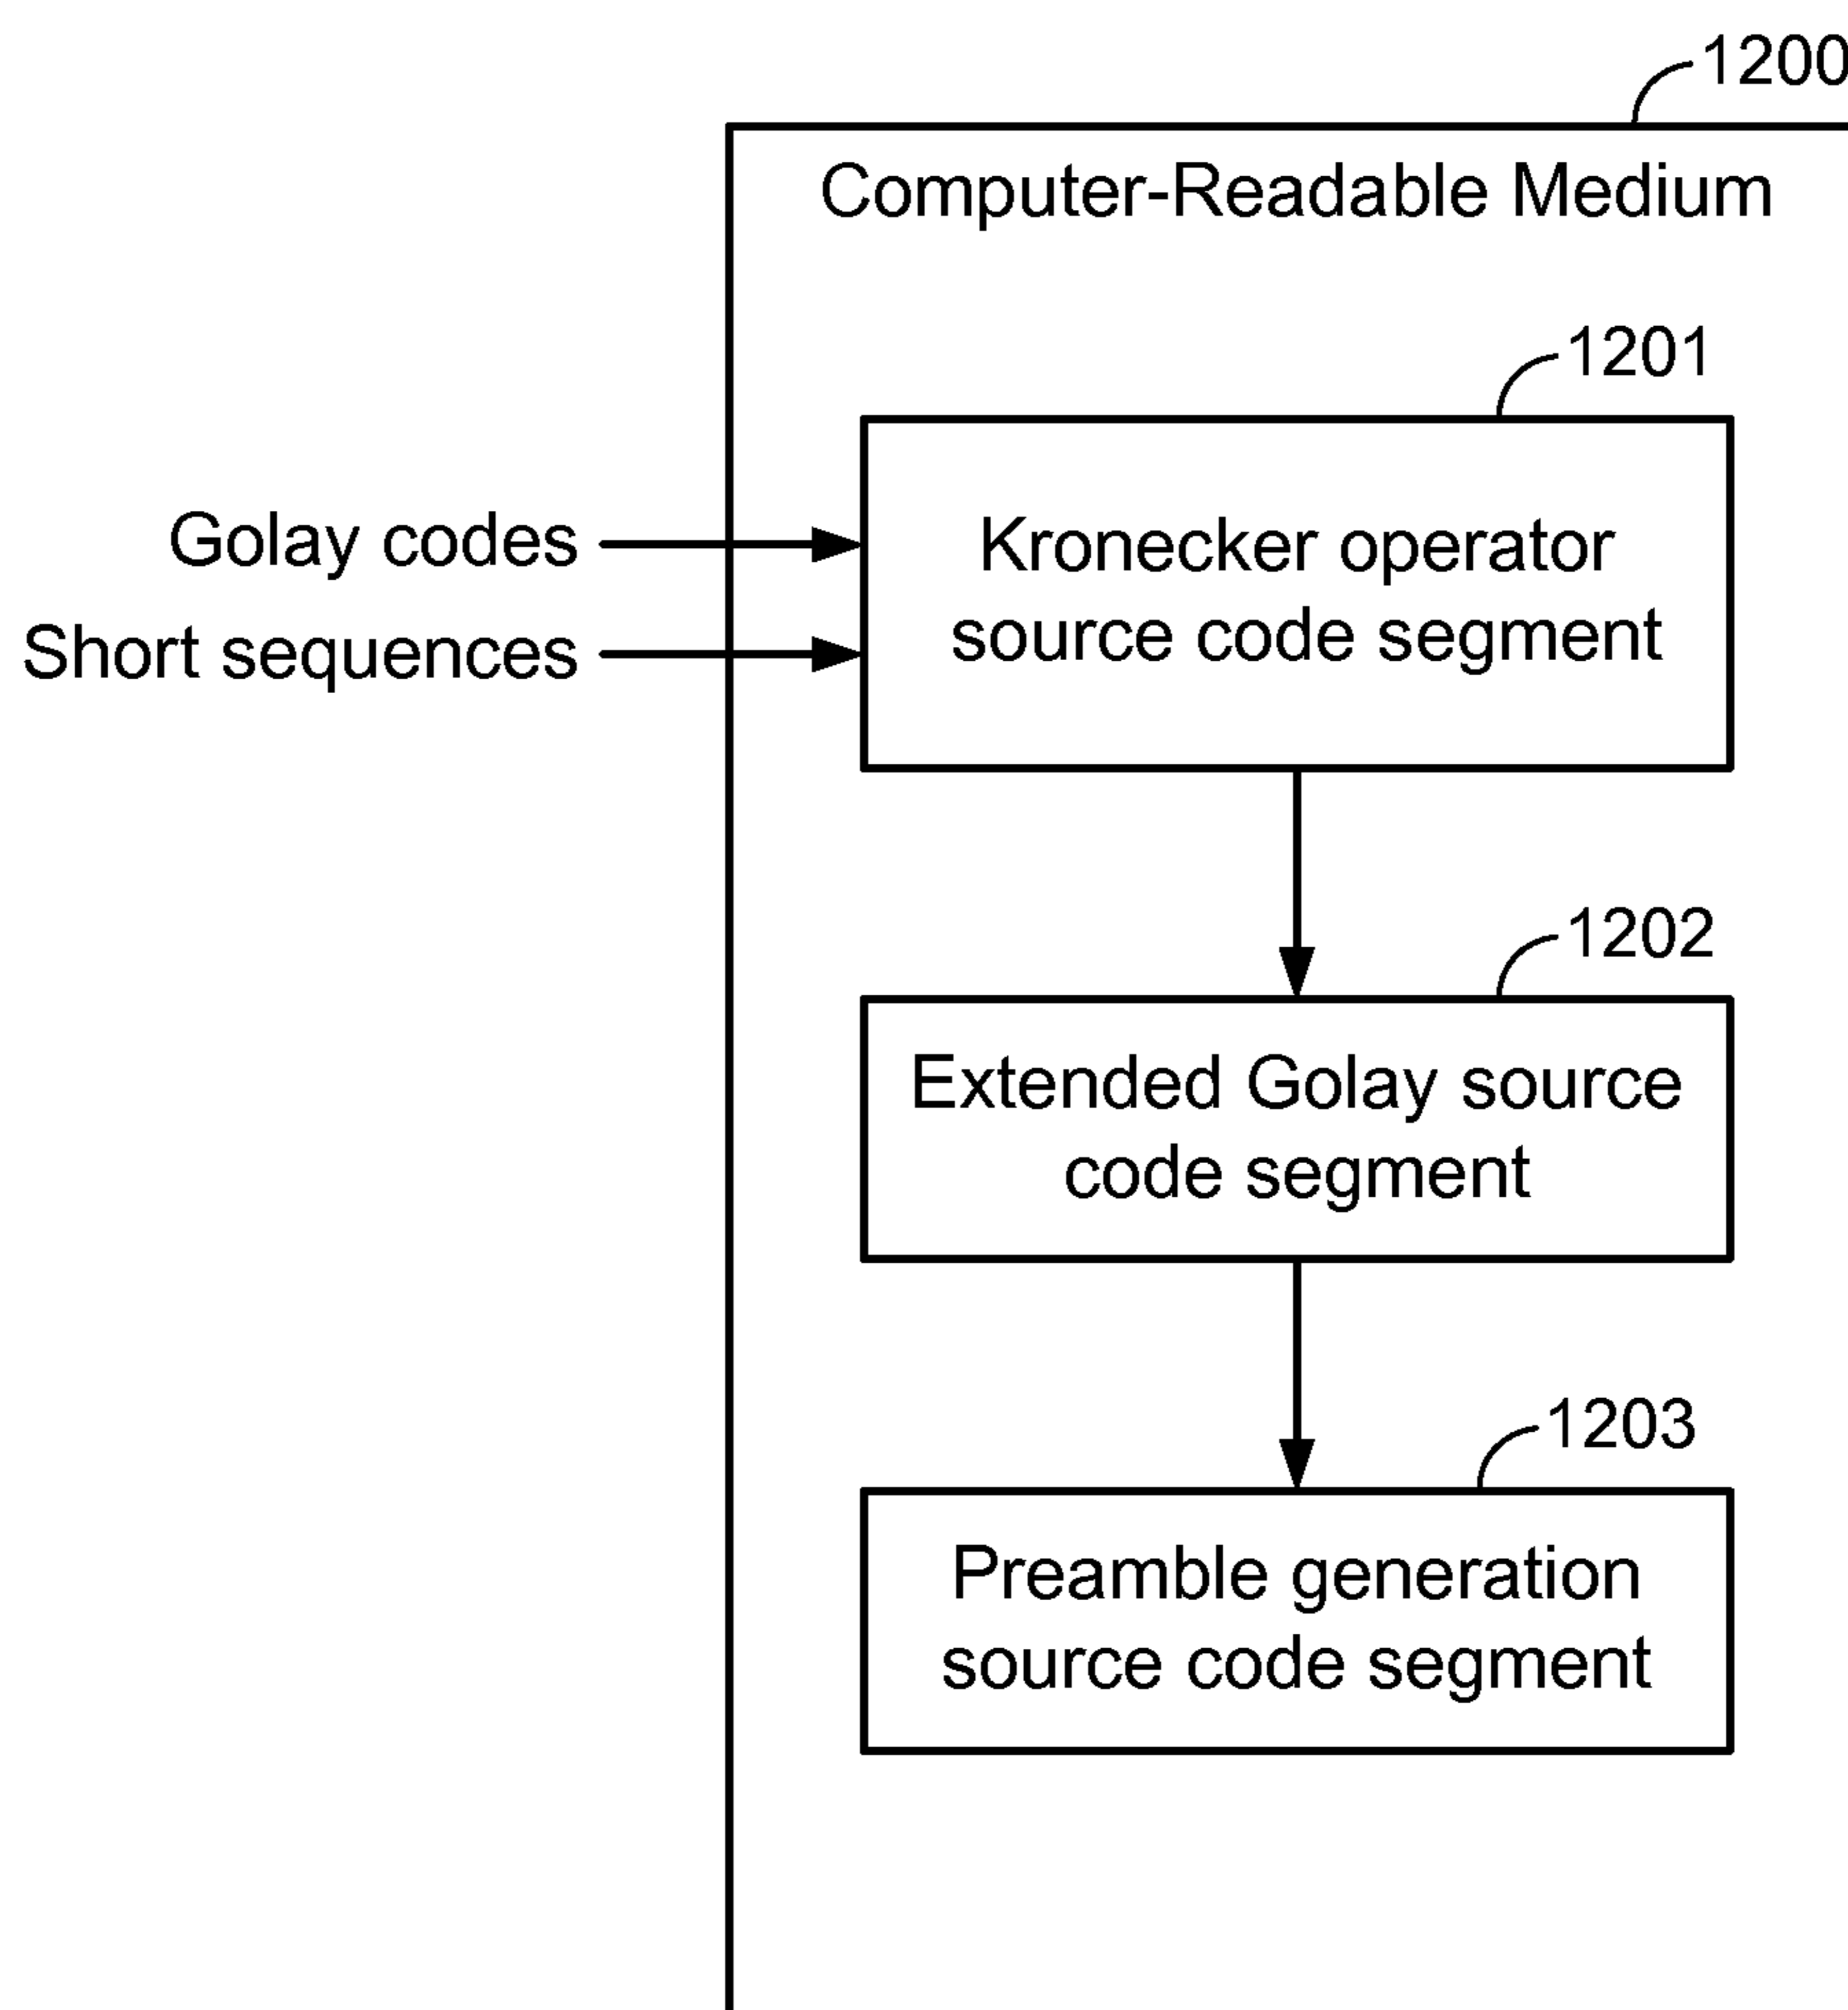 1200
Computer-Readable Medium
1201
Golay codes
Short sequences
Kronecker operator
source code segment
1202
Extended Golay source
code segment
1203
Preamble generation
source code segment